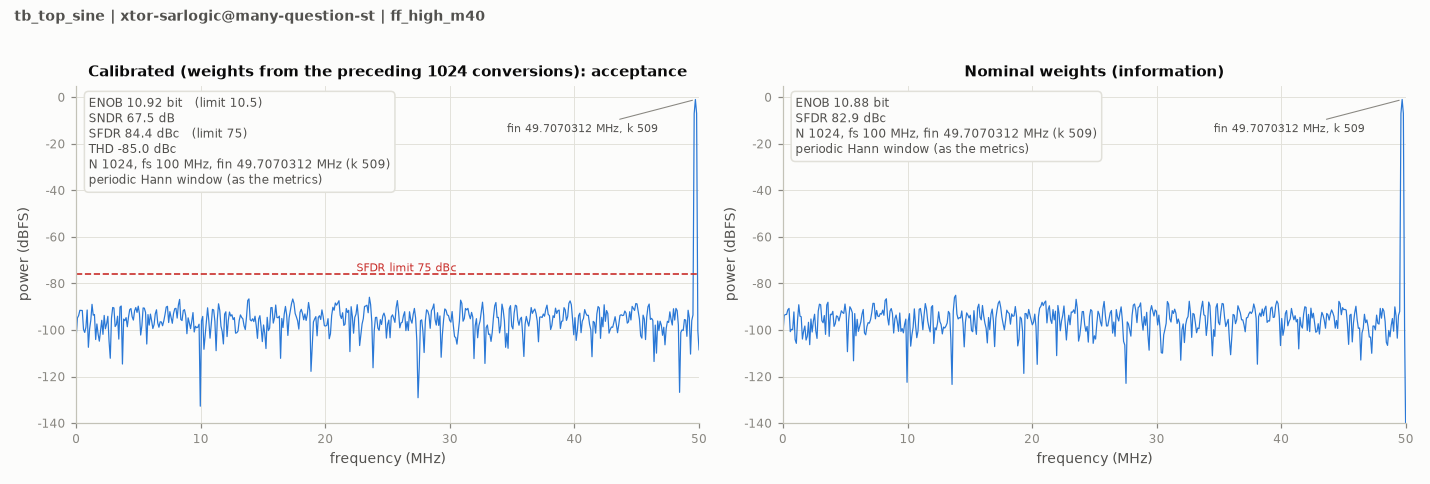 tb_top_sine | xtor-sarlogic@many-question-st | ff_high_m40
Calibrated (weights from the preceding 1024 conversions): acceptance
ENOB 10.92 bit (limit 10.5)
SNDR 67.5 dB
SFDR 84.4 dBc (limit 75)
THD -85.0 dBc
N 1024, fs 100 MHz, fin 49.7070312 MHz (k 509)
periodic Hann window (as the metrics)
fin 49.7070312 MHz, k 509
SFDR limit 75 dBc
power (dBFS)
0
-20
-40
-60
-80
-100
-120
-140
0 10 20 30 40 50
frequency (MHz)
Nominal weights (information)
ENOB 10.88 bit
SFDR 82.9 dBc
N 1024, fs 100 MHz, fin 49.7070312 MHz (k 509)
periodic Hann window (as the metrics)
fin 49.7070312 MHz, k 509
power (dBFS)
0
-20
-40
-60
-80
-100
-120
-140
0 10 20 30 40 50
frequency (MHz)